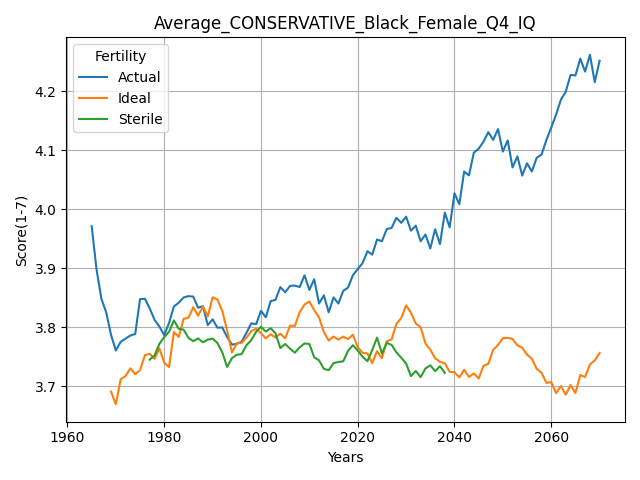 Average_CONSERVATIVE_Black_Female_Q4_IQ
Fertility
Actual
Ideal
Sterile
Score(1-7)
4.2
4.1
4.0
3.9
3.8
3.7
1960
1980
2000
2020
2040
2060
Years